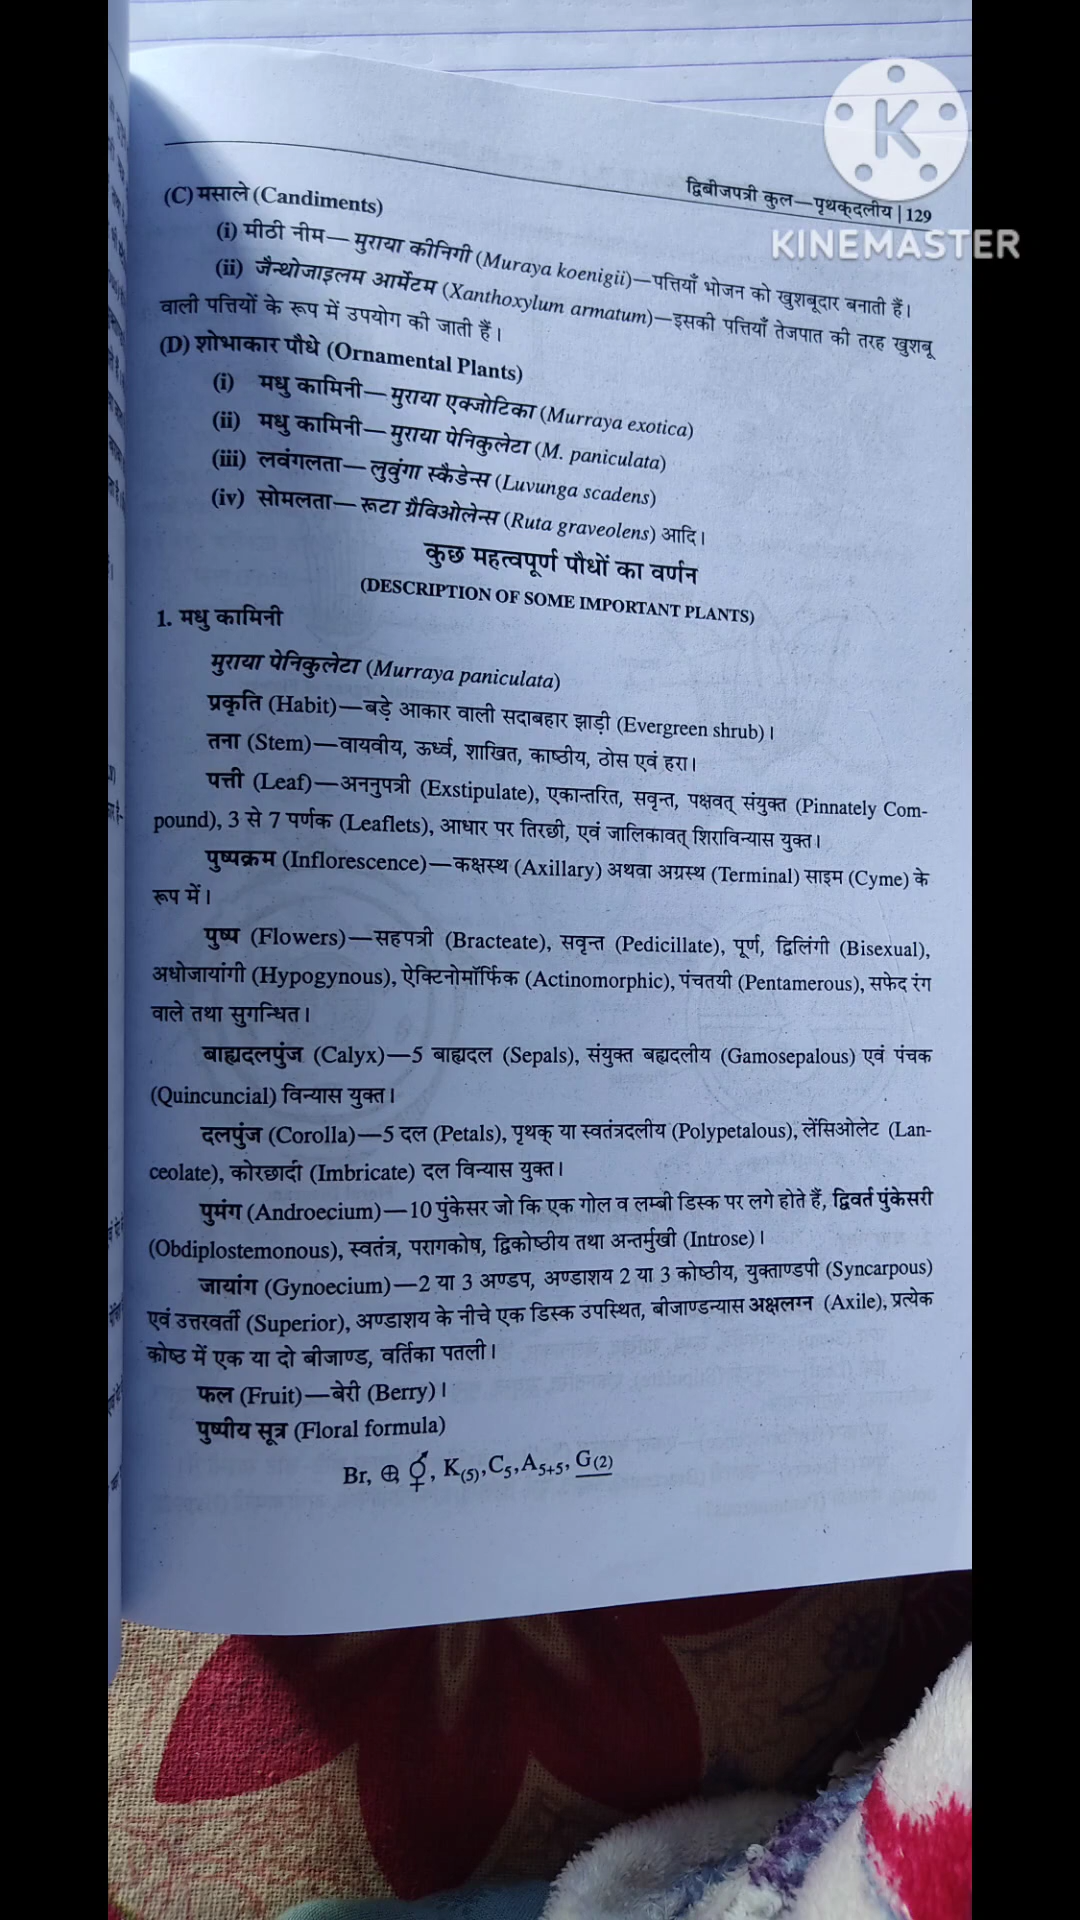 KINEMASTER
द्विबीजपत्री कुल—पृथक्दलीय | 129
(C) मसाले (Candiments)
(i) मीठी नीम— मुराया कीनिगी (Muraya koenigii)—पत्तियाँ भोजन को खुशबूदार बनाती हैं।
(ii) जैन्थोजाइलम आर्मेटम (Xanthoxylum armatum)—इसकी पत्तियाँ तेजपात की तरह खुशबू
वाली पत्तियों के रूप में उपयोग की जाती हैं।
(D) शोभाकार पौधे (Ornamental Plants)
(i) मधु कामिनी— मुराया एक्जोटिका (Murraya exotica)
(ii) मधु कामिनी— मुराया पेनिकुलेटा (M. paniculata)
(iii) लवंगलता— लुवुंगा स्कैडेन्स (Luvunga scadens)
(iv) सोमलता— रूटा ग्रैविओलेन्स (Ruta graveolens) आदि।
कुछ महत्वपूर्ण पौधों का वर्णन
(DESCRIPTION OF SOME IMPORTANT PLANTS)
1. मधु कामिनी
मुराया पेनिकुलेटा (Murraya paniculata)
प्रकृति (Habit)—बड़े आकार वाली सदाबहार झाड़ी (Evergreen shrub)।
तना (Stem)—वायवीय, ऊर्ध्व, शाखित, काष्ठीय, ठोस एवं हरा।
पत्ती (Leaf)—अननुपत्री (Exstipulate), एकान्तरित, सवृन्त, पक्षवत् संयुक्त (Pinnately Com-
pound), 3 से 7 पर्णक (Leaflets), आधार पर तिरछी, एवं जालिकावत् शिराविन्यास युक्त।
पुष्पक्रम (Inflorescence)—कक्षस्थ (Axillary) अथवा अग्रस्थ (Terminal) साइम (Cyme) के
रूप में।
पुष्प (Flowers)—सहपत्री (Bracteate), सवृन्त (Pedicillate), पूर्ण, द्विलिंगी (Bisexual),
अधोजायांगी (Hypogynous), ऐक्टिनोमॉर्फिक (Actinomorphic), पंचतयी (Pentamerous), सफेद रंग
वाले तथा सुगन्धित।
बाह्यदलपुंज (Calyx)—5 बाह्यदल (Sepals), संयुक्त बह्यदलीय (Gamosepalous) एवं पंचक
(Quincuncial) विन्यास युक्त।
दलपुंज (Corolla)—5 दल (Petals), पृथक् या स्वतंत्रदलीय (Polypetalous), लेंसिओलेट (Lan-
ceolate), कोरछादी (Imbricate) दल विन्यास युक्त।
पुमंग (Androecium)—10 पुंकेसर जो कि एक गोल व लम्बी डिस्क पर लगे होते हैं, द्विवर्त पुंकेसरी
(Obdiplostemonous), स्वतंत्र, परागकोष, द्विकोष्ठीय तथा अन्तर्मुखी (Introse)।
जायांग (Gynoecium)—2 या 3 अण्डप, अण्डाशय 2 या 3 कोष्ठीय, युक्ताण्डपी (Syncarpous)
एवं उत्तरवर्ती (Superior), अण्डाशय के नीचे एक डिस्क उपस्थित, बीजाण्डन्यास अक्षलग्न (Axile), प्रत्येक
कोष्ठ में एक या दो बीजाण्ड, वर्तिका पतली।
फल (Fruit)—बेरी (Berry)।
पुष्पीय सूत्र (Floral formula)
Br, ⊕ ⚥, K(5), C5, A5+5, G(2)